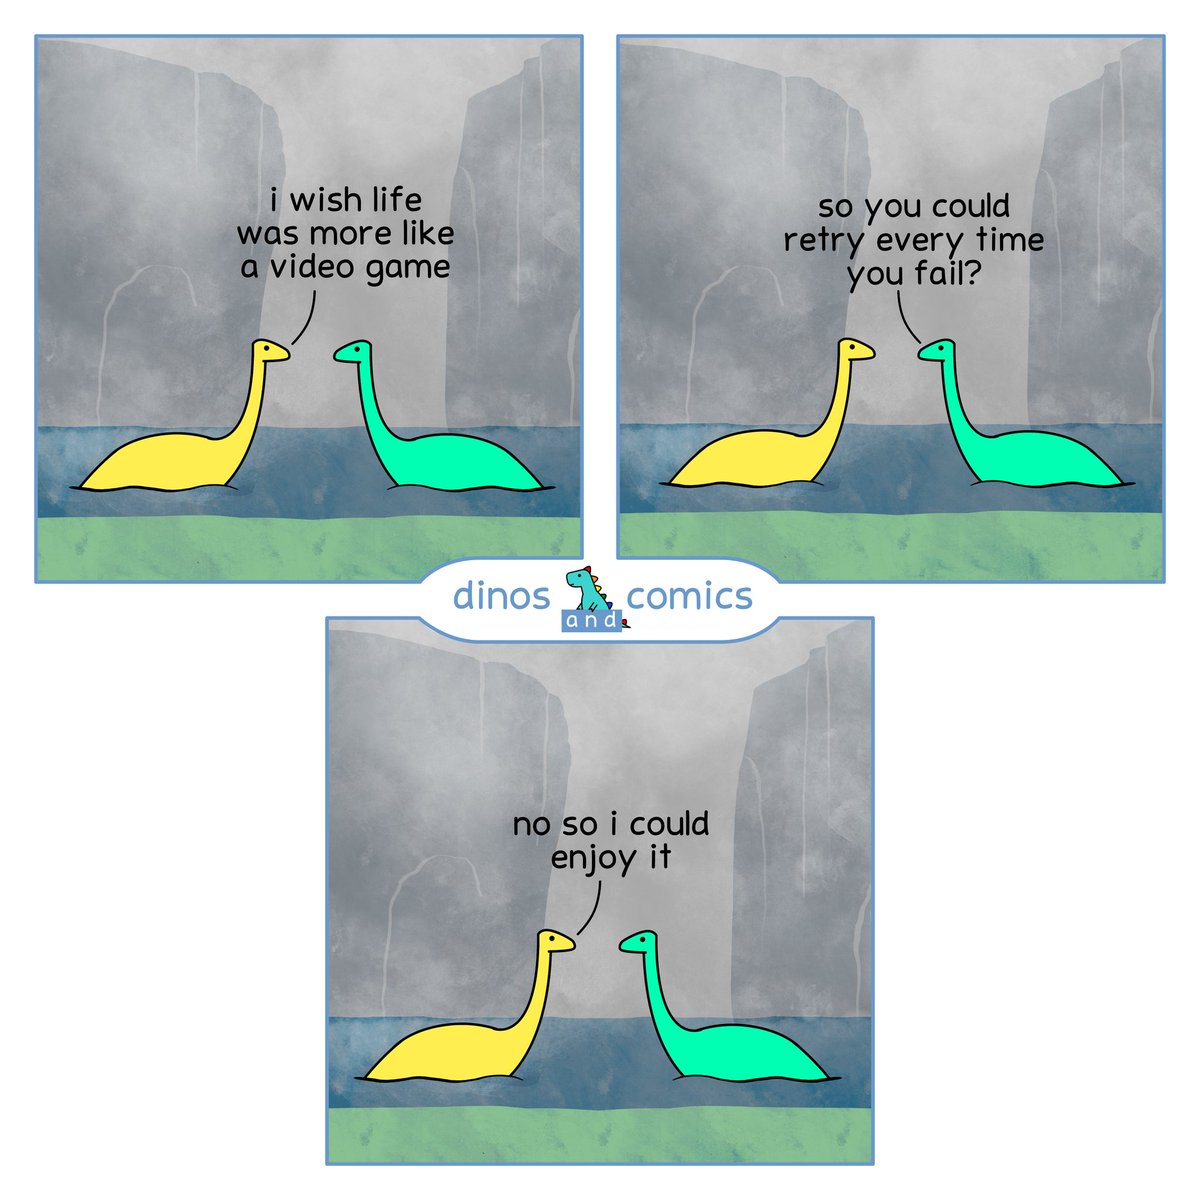 i wish life
was more like
a video game
so you could
retry every time
you fail?
dinos and comics
no so i could
enjoy it